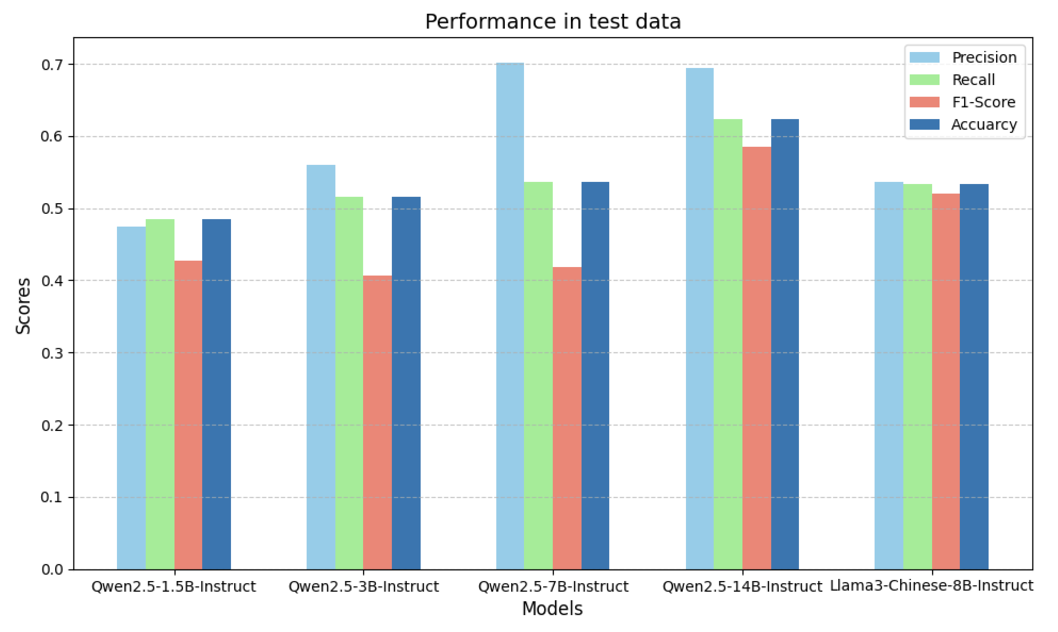 Performance in test data
Precision
Recall
F1-Score
Accuarcy
Scores
0.7
0.6
0.5
0.4
0.3
0.2
0.1
0.0
Qwen2.5-1.5B-Instruct
Qwen2.5-3B-Instruct
Qwen2.5-7B-Instruct
Qwen2.5-14B-Instruct
Llama3-Chinese-8B-Instruct
Models